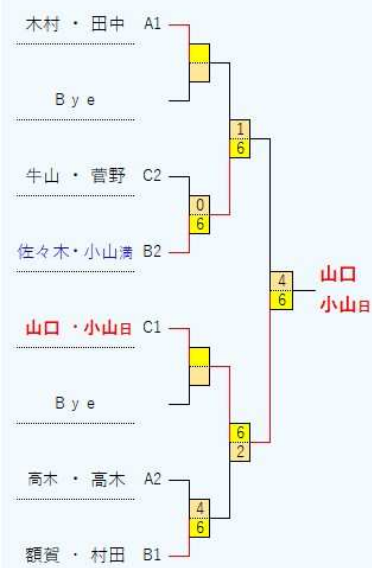 木村 ・ 田中 A1
Bye
1
6
牛山 ・ 菅野 C2
0
6
佐々木・小山満 B2
4
6
山口
小山日
山口 ・小山日 C1
Bye
6
2
高木 ・ 高木 A2
4
6
額賀 ・ 村田 B1